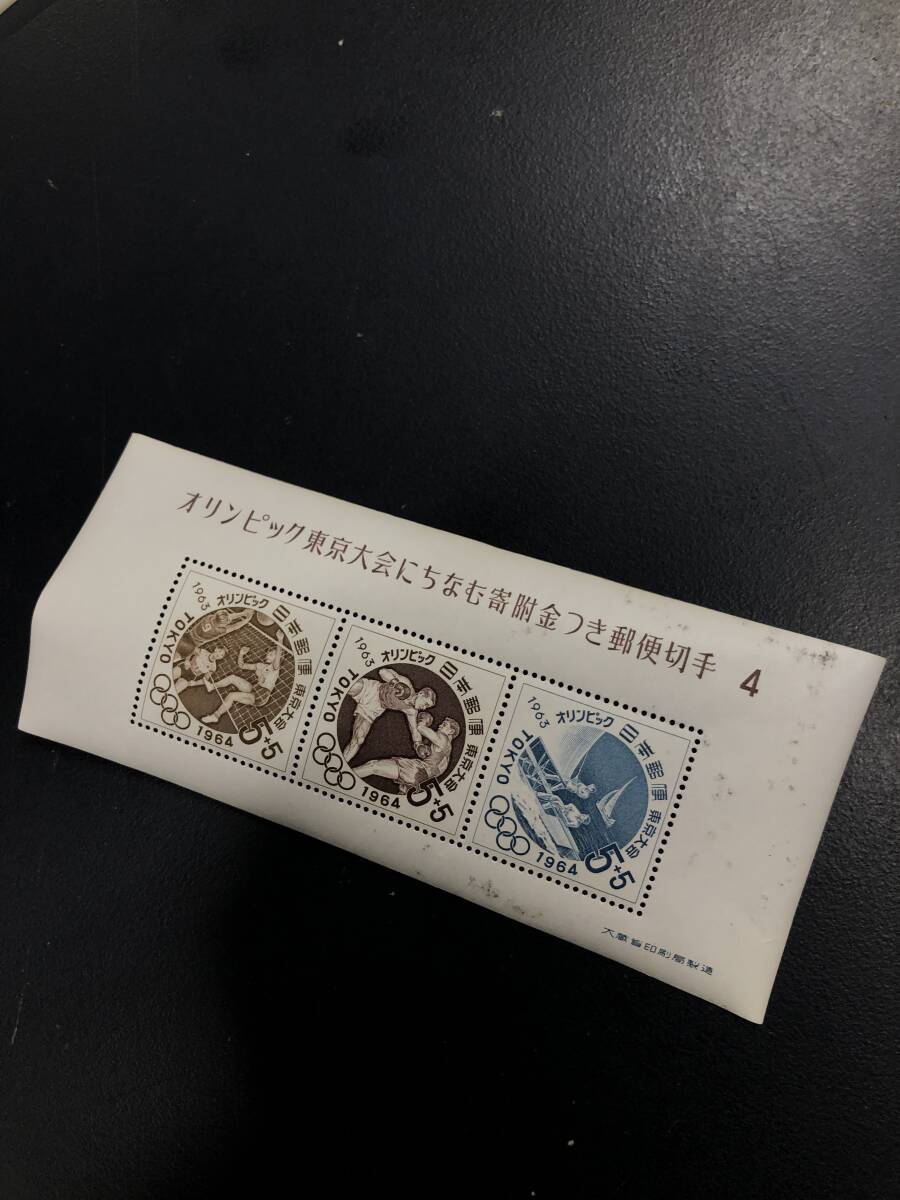 オリンピック東京大会にちなむ寄附金つき郵便切手 4
1963 オリンピック 日本郵便
TOKYO 東京大会
1964 5+5
1963 オリンピック 日本郵便
TOKYO 東京大会
1964 5+5
1963 オリンピック 日本郵便
TOKYO 東京大会
1964 5+5
大蔵省印刷局製造